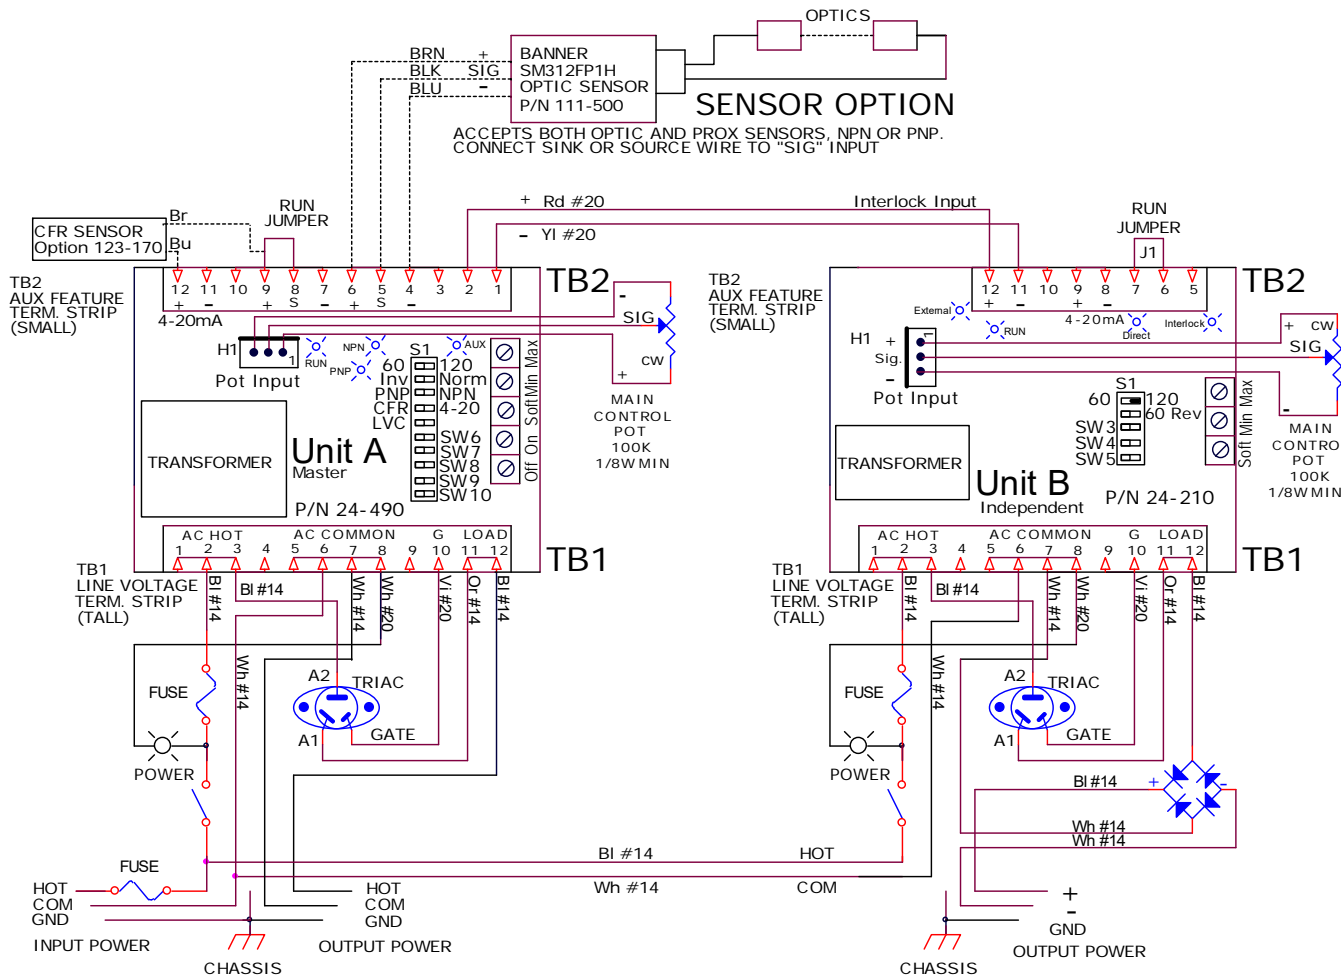 OPTICS
BRN +
BLK SIG
BLU -
BANNER
SM312FP1H
OPTIC SENSOR
P/N 111-500
SENSOR OPTION
ACCEPTS BOTH OPTIC AND PROX SENSORS, NPN OR PNP.
CONNECT SINK OR SOURCE WIRE TO "SIG" INPUT
CFR SENSOR
Option 123-170
Br
Bu
RUN
JUMPER
+ Rd #20
- Yl #20
Interlock Input
RUN
JUMPER
J1
TB2
AUX FEATURE
TERM. STRIP
(SMALL)
12 11 10 9 8 7 6 5 4 3 2 1
+ - + S - + S -
4-20mA
TB2
H1
1
Pot Input
-
SIG
CW
+
RUN
NPN
PNP
AUX
S1
60 120
Inv Norm
PNP NPN
CFR 4-20
LVC
SW6
SW7
SW8
SW9
SW10
Off On Soft Min Max
MAIN
CONTROL
POT
100K
1/8W MIN
TRANSFORMER
Unit A
Master
P/N 24-490
AC HOT AC COMMON G LOAD
1 2 3 4 5 6 7 8 9 10 11 12
TB1
TB1
LINE VOLTAGE
TERM. STRIP
(TALL)
Bl #14
Bl #14
Wh #14
Wh #14
Wh #20
Vi #20
Or #14
Bl #14
FUSE
A2
TRIAC
A1
GATE
POWER
FUSE
HOT
COM
GND
INPUT POWER
CHASSIS
HOT
COM
GND
OUTPUT POWER
Bl #14 HOT
Wh #14 COM
TB2
AUX FEATURE
TERM. STRIP
(SMALL)
12 11 10 9 8 7 6 5
+ - + -
4-20mA
TB2
External
RUN
Direct
Interlock
H1
1
+
Sig.
-
Pot Input
+ CW
SIG
-
S1
60 120
60 Rev
SW3
SW4
SW5
Soft Min Max
MAIN
CONTRO
POT
100K
1/8W MIN
TRANSFORMER
Unit B
Independent
P/N 24-210
AC HOT AC COMMON G LOAD
1 2 3 4 5 6 7 8 9 10 11 12
TB1
TB1
LINE VOLTAGE
TERM. STRIP
(TALL)
Bl #14
Bl #14
Wh #14
Wh #14
Wh #20
Vi #20
Or #14
Bl #14
FUSE
A2
TRIAC
A1
GATE
POWER
Bl #14
+
-
Wh #14
Wh #14
+
-
GND
OUTPUT POWER
CHASSIS